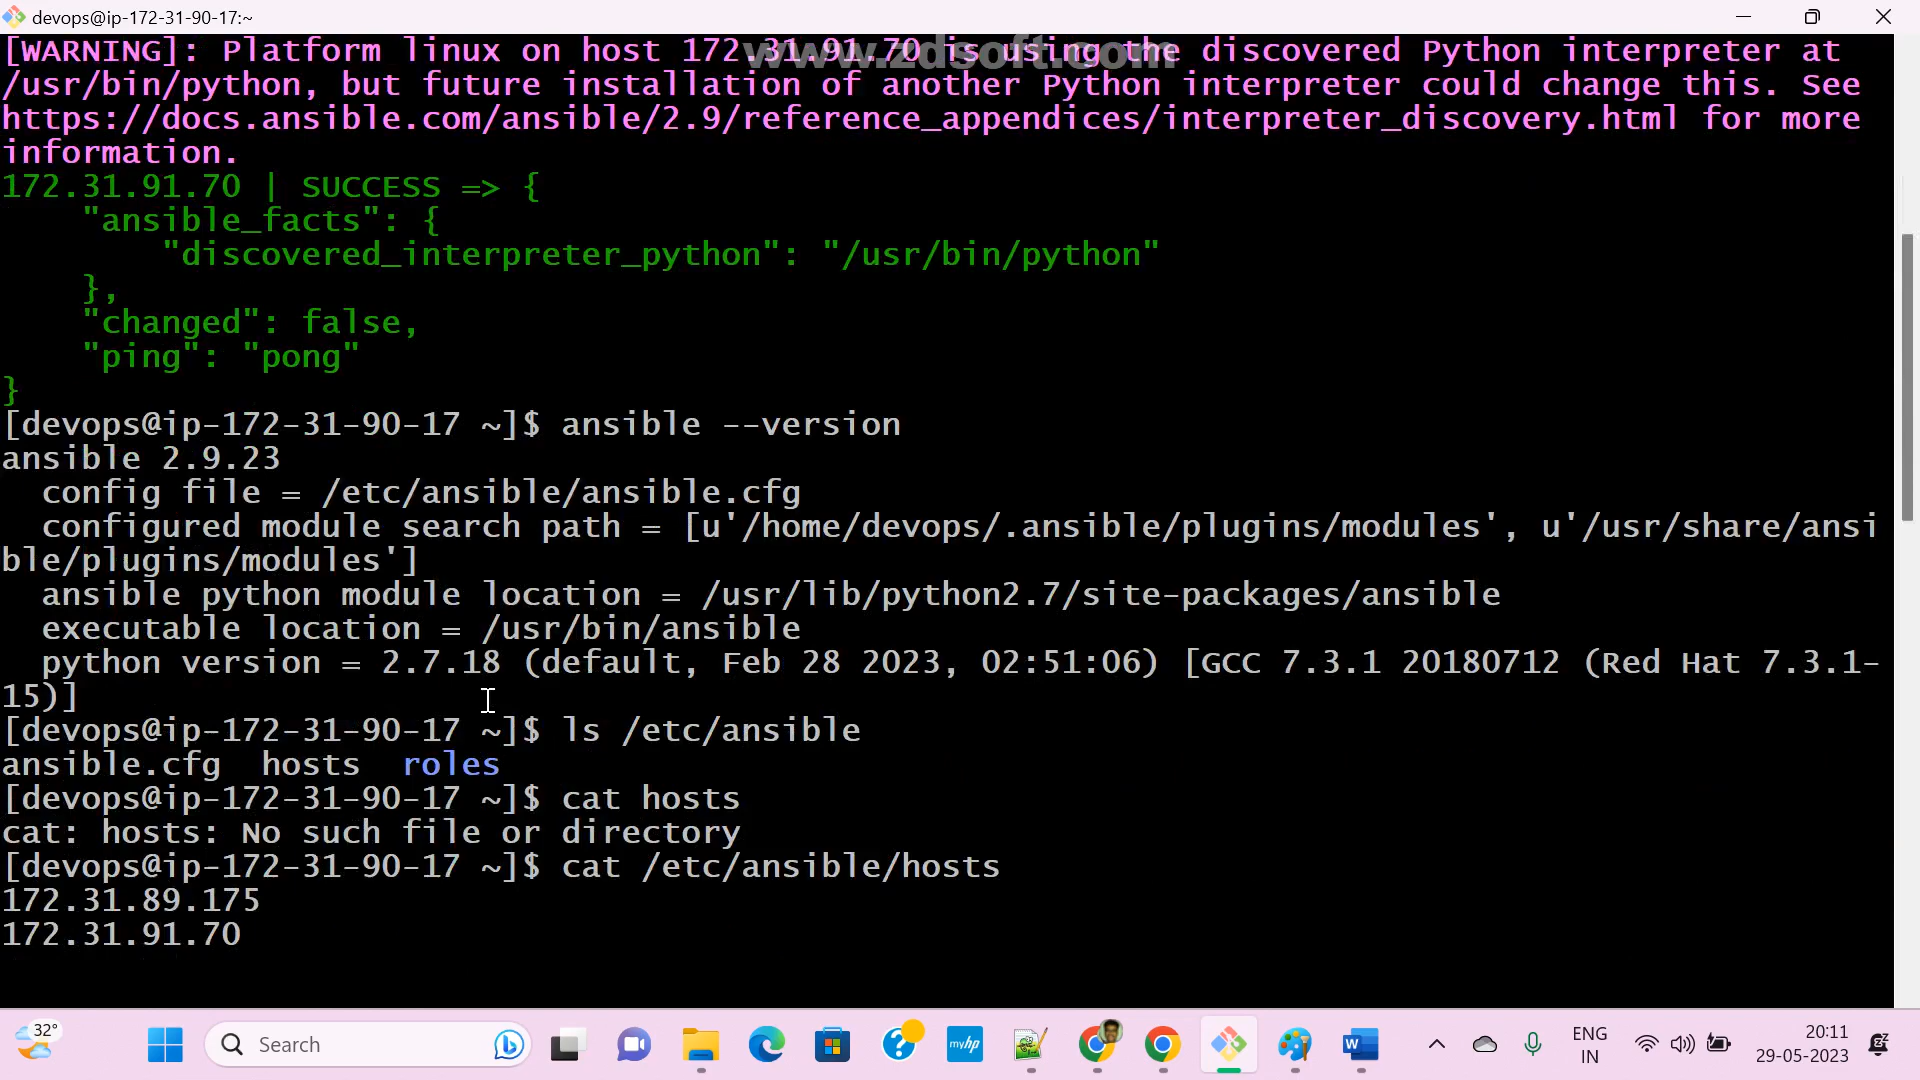 devops@ip-172-31-90-17:~
www.zdsoft.com
[WARNING]: Platform linux on host 172.31.91.70 is using the discovered Python interpreter at
/usr/bin/python, but future installation of another Python interpreter could change this. See
https://docs.ansible.com/ansible/2.9/reference_appendices/interpreter_discovery.html for more
information.
172.31.91.70 | SUCCESS => {
    "ansible_facts": {
        "discovered_interpreter_python": "/usr/bin/python"
    },
    "changed": false,
    "ping": "pong"
}
[devops@ip-172-31-90-17 ~]$ ansible --version
ansible 2.9.23
  config file = /etc/ansible/ansible.cfg
  configured module search path = [u'/home/devops/.ansible/plugins/modules', u'/usr/share/ansi
ble/plugins/modules']
  ansible python module location = /usr/lib/python2.7/site-packages/ansible
  executable location = /usr/bin/ansible
  python version = 2.7.18 (default, Feb 28 2023, 02:51:06) [GCC 7.3.1 20180712 (Red Hat 7.3.1-
15)]
[devops@ip-172-31-90-17 ~]$ ls /etc/ansible
ansible.cfg  hosts  roles
[devops@ip-172-31-90-17 ~]$ cat hosts
cat: hosts: No such file or directory
[devops@ip-172-31-90-17 ~]$ cat /etc/ansible/hosts
172.31.89.175
172.31.91.70
32°
Search
myhp
W
ENG
IN
20:11
29-05-2023